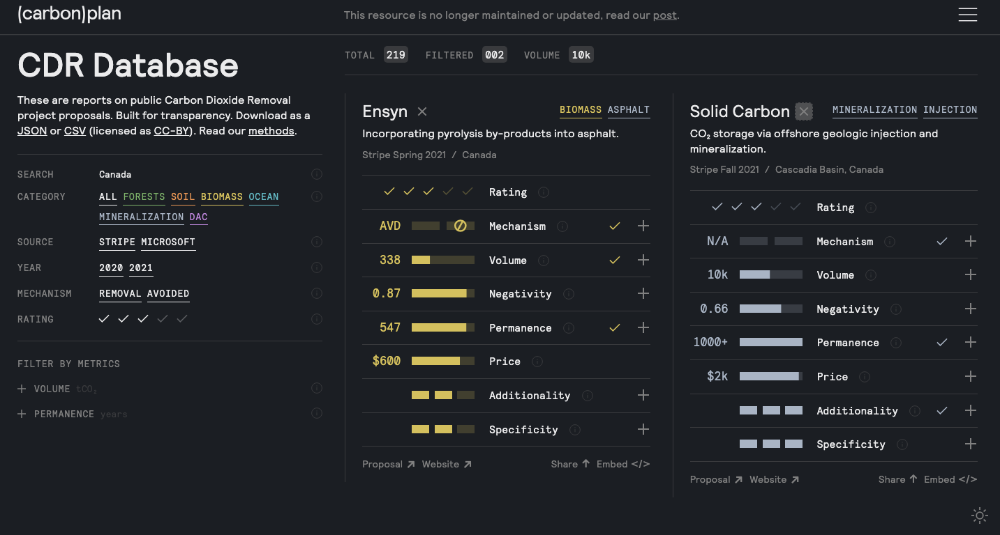 (carbon)plan
This resource is no longer maintained or updated, read our post.
CDR Database
These are reports on public Carbon Dioxide Removal
project proposals. Built for transparency. Download as a
JSON or CSV (licensed as CC-BY). Read our methods.
SEARCH Canada
CATEGORY ALL FORESTS SOIL BIOMASS OCEAN
MINERALIZATION DAC
SOURCE STRIPE MICROSOFT
YEAR 2020 2021
MECHANISM REMOVAL AVOIDED
RATING
FILTER BY METRICS
+ VOLUME tCO₂
+ PERMANENCE years
TOTAL 219 FILTERED 002 VOLUME 10k
Ensyn × BIOMASS ASPHALT
Incorporating pyrolysis by-products into asphalt.
Stripe Spring 2021 / Canada
Rating
AVD Mechanism
338 Volume
0.87 Negativity
547 Permanence
$600 Price
Additionality
Specificity
Proposal ↗ Website ↗ Share ↑ Embed </>
Solid Carbon × MINERALIZATION INJECTION
CO₂ storage via offshore geologic injection and
mineralization.
Stripe Fall 2021 / Cascadia Basin, Canada
Rating
N/A Mechanism
10k Volume
0.66 Negativity
1000+ Permanence
$2k Price
Additionality
Specificity
Proposal ↗ Website ↗ Share ↑ Embed </>